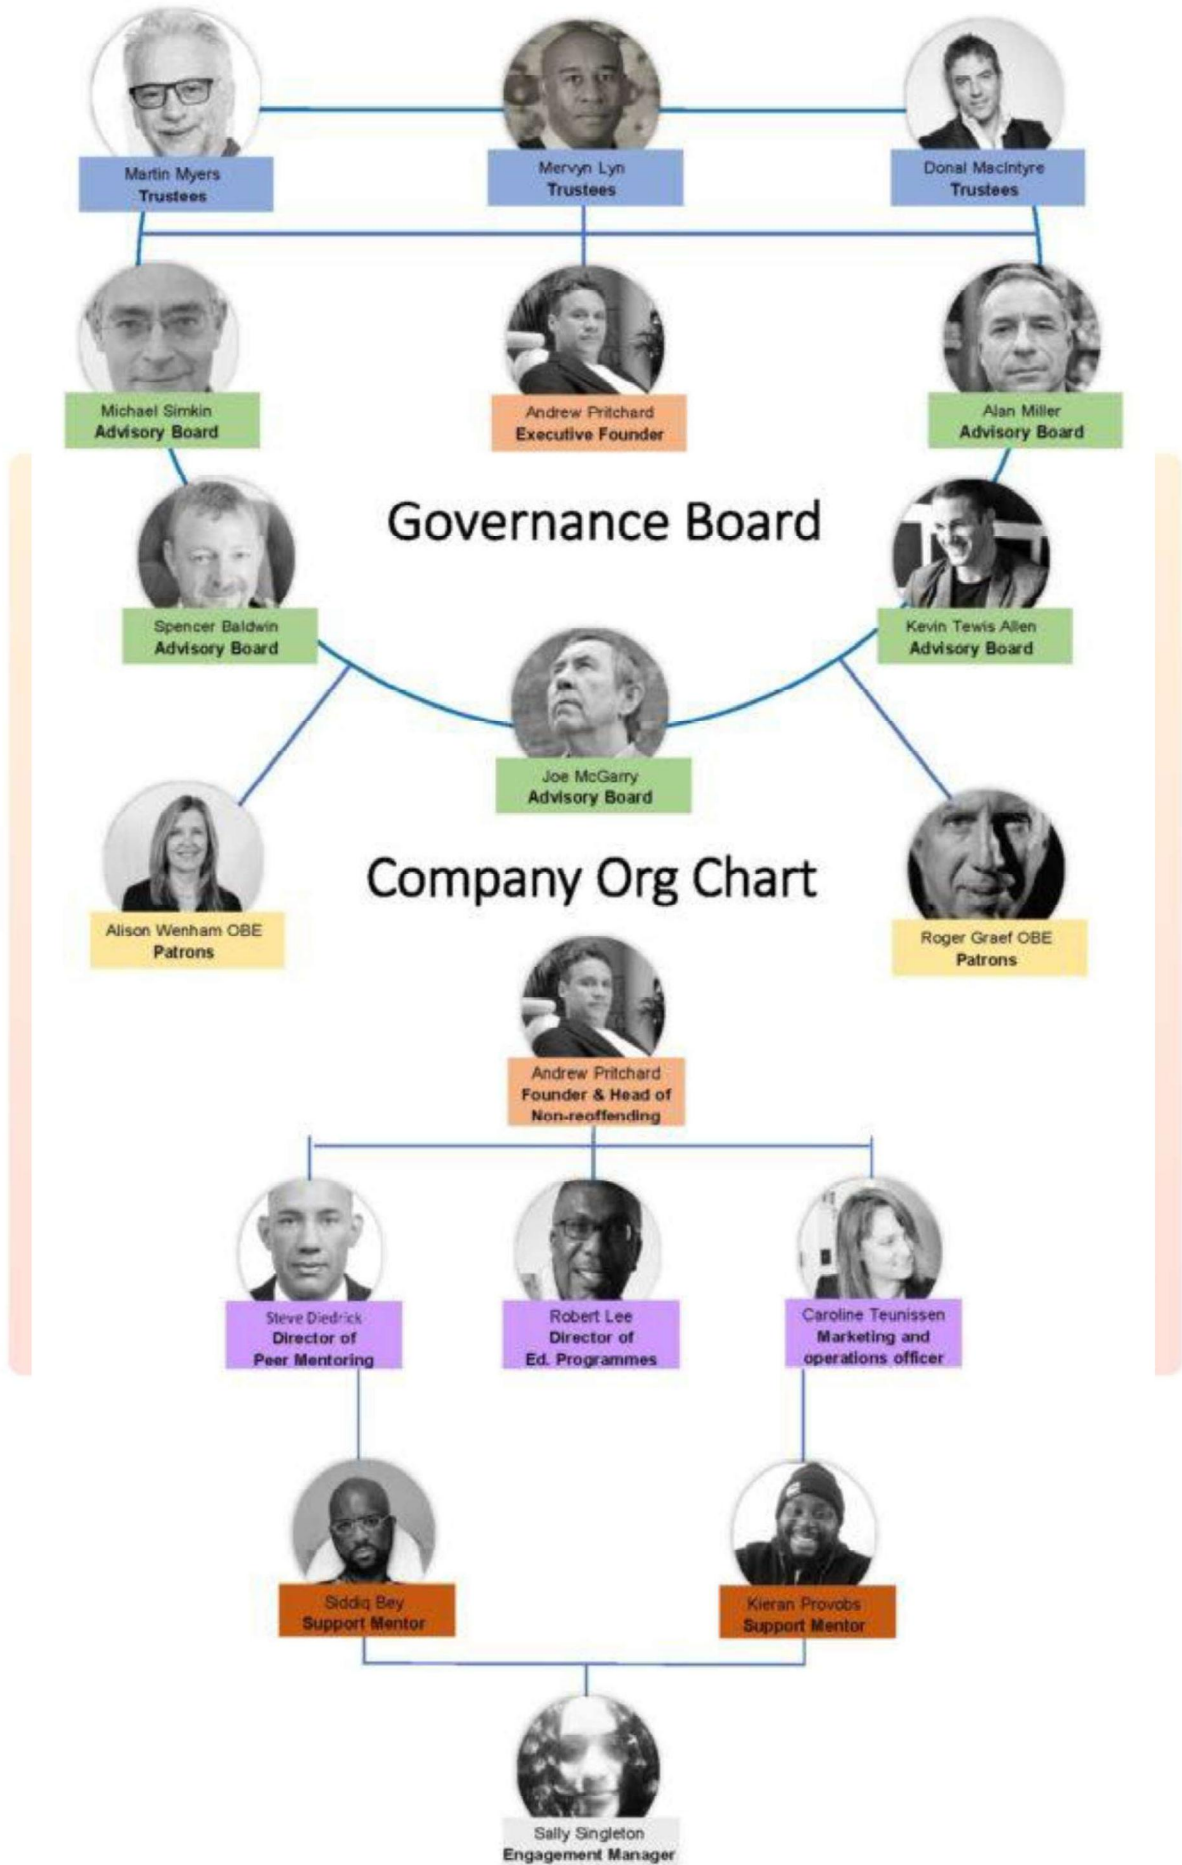 Martin Myers
Trustees
Mervyn Lyn
Trustees
Donal MacIntyre
Trustees
Michael Simkin
Advisory Board
Andrew Pritchard
Executive Founder
Alan Miller
Advisory Board
Governance Board
Spencer Baldwin
Advisory Board
Kevin Tewis Allen
Advisory Board
Joe McGarry
Advisory Board
Company Org Chart
Alison Wenham OBE
Patrons
Roger Graef OBE
Patrons
Andrew Pritchard
Founder & Head of
Non-reoffending
Steve Diedrick
Director of
Peer Mentoring
Robert Lee
Director of
Ed. Programmes
Caroline Teunissen
Marketing and
operations officer
Siddiq Bey
Support Mentor
Kieran Provobs
Support Mentor
Sally Singleton
Engagement Manager